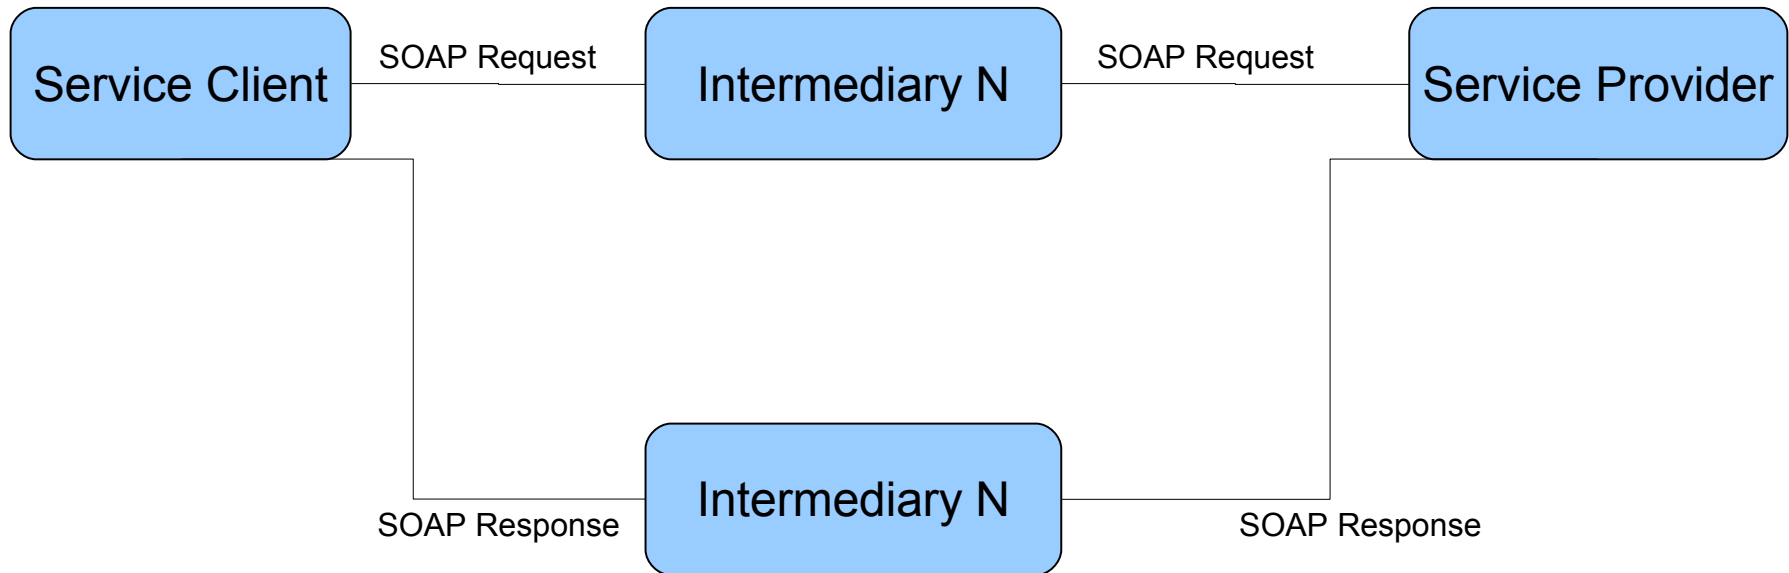 Service Client
SOAP Request
Intermediary N
SOAP Request
Service Provider
Intermediary N
SOAP Response
SOAP Response